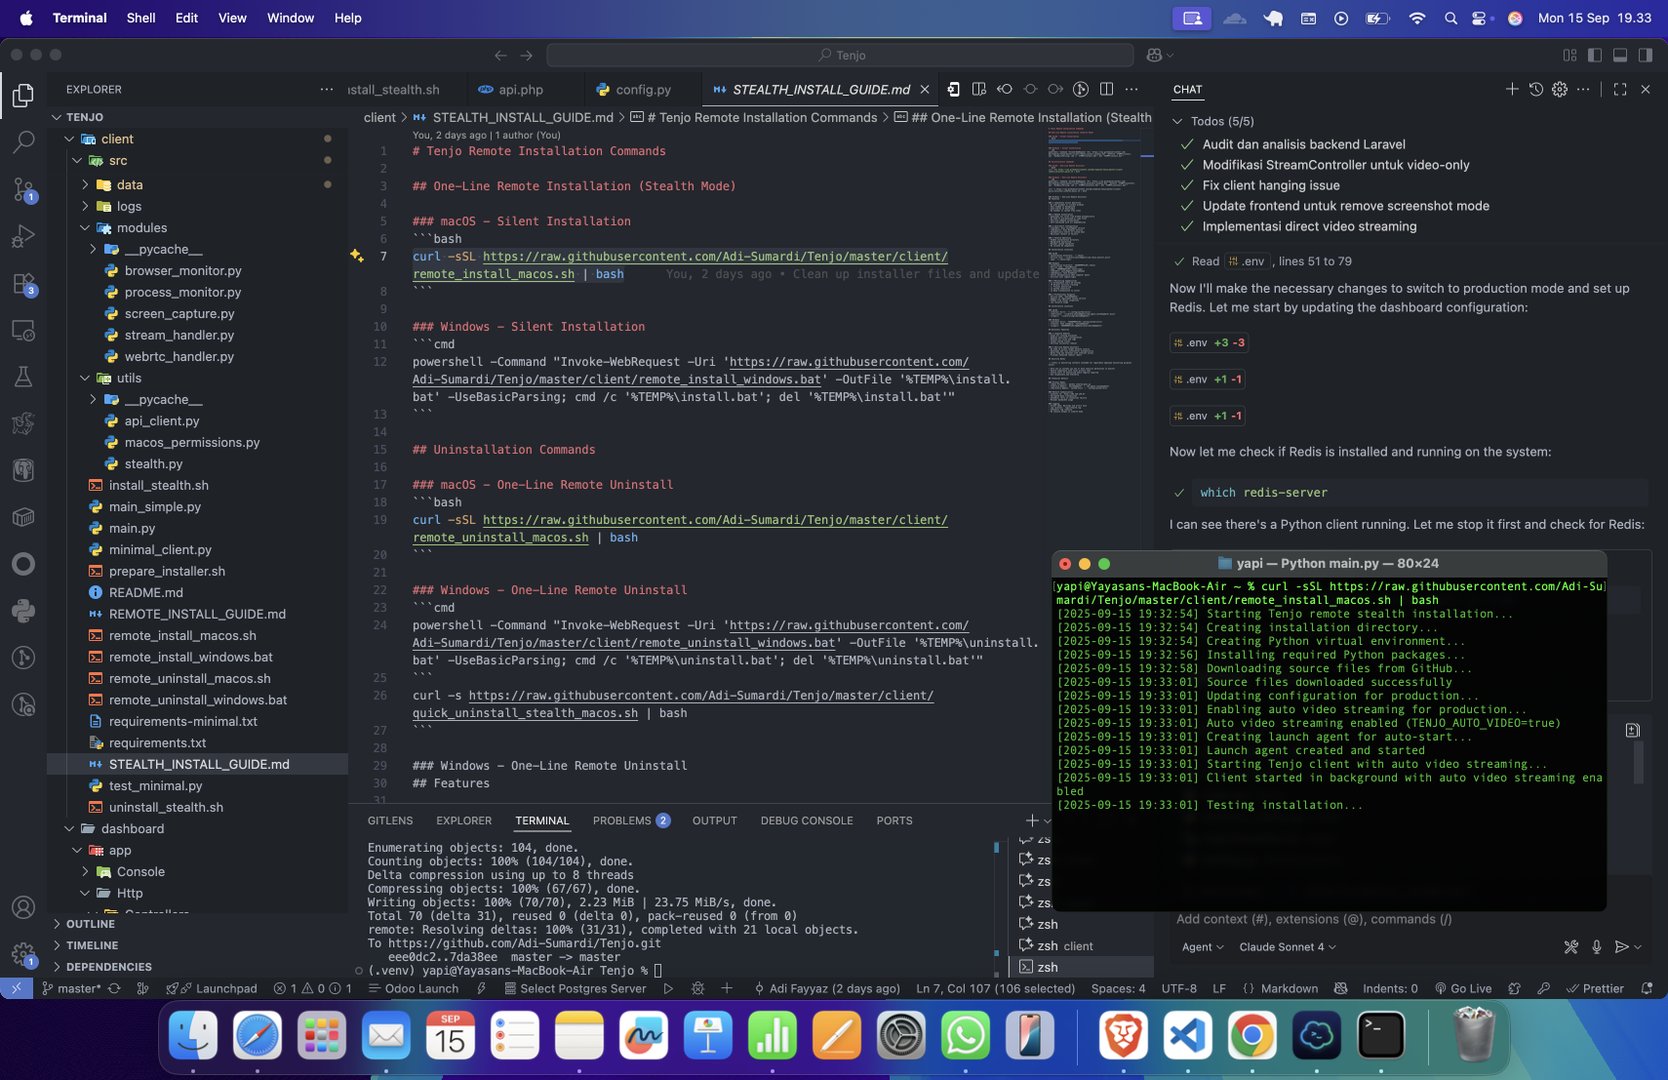 Terminal Shell Edit View Window Help
Mon 15 Sep 19.33
Tenjo
EXPLORER
TENJO
client
src
data
logs
modules
__pycache__
browser_monitor.py
process_monitor.py
screen_capture.py
stream_handler.py
webrtc_handler.py
utils
__pycache__
api_client.py
macos_permissions.py
stealth.py
install_stealth.sh
main_simple.py
main.py
minimal_client.py
prepare_installer.sh
README.md
REMOTE_INSTALL_GUIDE.md
remote_install_macos.sh
remote_install_windows.bat
remote_uninstall_macos.sh
remote_uninstall_windows.bat
requirements-minimal.txt
requirements.txt
STEALTH_INSTALL_GUIDE.md
test_minimal.py
uninstall_stealth.sh
dashboard
app
Console
Http
OUTLINE
TIMELINE
DEPENDENCIES
1
3
1
ıstall_stealth.sh api.php config.py STEALTH_INSTALL_GUIDE.md
client > STEALTH_INSTALL_GUIDE.md > # Tenjo Remote Installation Commands > ## One-Line Remote Installation (Stealth
You, 2 days ago | 1 author (You)
1 # Tenjo Remote Installation Commands
2
3 ## One-Line Remote Installation (Stealth Mode)
4
5 ### macOS - Silent Installation
6 ```bash
7 curl -sSL https://raw.githubusercontent.com/Adi-Sumardi/Tenjo/master/client/
remote_install_macos.sh | bash You, 2 days ago • Clean up installer files and update
8 ```
9
10 ### Windows - Silent Installation
11 ```cmd
12 powershell -Command "Invoke-WebRequest -Uri 'https://raw.githubusercontent.com/
Adi-Sumardi/Tenjo/master/client/remote_install_windows.bat' -OutFile '%TEMP%\install.
bat' -UseBasicParsing; cmd /c '%TEMP%\install.bat'; del '%TEMP%\install.bat'"
13 ```
14
15 ## Uninstallation Commands
16
17 ### macOS - One-Line Remote Uninstall
18 ```bash
19 curl -sSL https://raw.githubusercontent.com/Adi-Sumardi/Tenjo/master/client/
remote_uninstall_macos.sh | bash
20 ```
21
22 ### Windows - One-Line Remote Uninstall
23 ```cmd
24 powershell -Command "Invoke-WebRequest -Uri 'https://raw.githubusercontent.com/
Adi-Sumardi/Tenjo/master/client/remote_uninstall_windows.bat' -OutFile '%TEMP%\uninstall.
bat' -UseBasicParsing; cmd /c '%TEMP%\uninstall.bat'; del '%TEMP%\uninstall.bat'"
25 ```
26 curl -s https://raw.githubusercontent.com/Adi-Sumardi/Tenjo/master/client/
quick_uninstall_stealth_macos.sh | bash
27 ```
28
29 ### Windows - One-Line Remote Uninstall
30 ## Features
31
GITLENS EXPLORER TERMINAL PROBLEMS 2 OUTPUT DEBUG CONSOLE PORTS
Enumerating objects: 104, done.
Counting objects: 100% (104/104), done.
Delta compression using up to 8 threads
Compressing objects: 100% (67/67), done.
Writing objects: 100% (70/70), 2.23 MiB | 23.75 MiB/s, done.
Total 70 (delta 31), reused 0 (delta 0), pack-reused 0 (from 0)
remote: Resolving deltas: 100% (31/31), completed with 21 local objects.
To https://github.com/Adi-Sumardi/Tenjo.git
eee0dc2..7da38ee master -> master
(.venv) yapi@Yayasans-MacBook-Air Tenjo %
zsh
zsh client
zsh
CHAT
Todos (5/5)
Audit dan analisis backend Laravel
Modifikasi StreamController untuk video-only
Fix client hanging issue
Update frontend untuk remove screenshot mode
Implementasi direct video streaming
Read .env, lines 51 to 79
Now I'll make the necessary changes to switch to production mode and set up
Redis. Let me start by updating the dashboard configuration:
.env +3 -3
.env +1 -1
.env +1 -1
Now let me check if Redis is installed and running on the system:
which redis-server
I can see there's a Python client running. Let me stop it first and check for Redis:
yapi — Python main.py — 80×24
[yapi@Yayasans-MacBook-Air ~ % curl -sSL https://raw.githubusercontent.com/Adi-Su]
mardi/Tenjo/master/client/remote_install_macos.sh | bash
[2025-09-15 19:32:54] Starting Tenjo remote stealth installation...
[2025-09-15 19:32:54] Creating installation directory...
[2025-09-15 19:32:54] Creating Python virtual environment...
[2025-09-15 19:32:56] Installing required Python packages...
[2025-09-15 19:32:58] Downloading source files from GitHub...
[2025-09-15 19:33:01] Source files downloaded successfully
[2025-09-15 19:33:01] Updating configuration for production...
[2025-09-15 19:33:01] Enabling auto video streaming for production...
[2025-09-15 19:33:01] Auto video streaming enabled (TENJO_AUTO_VIDEO=true)
[2025-09-15 19:33:01] Creating launch agent for auto-start...
[2025-09-15 19:33:01] Launch agent created and started
[2025-09-15 19:33:01] Starting Tenjo client with auto video streaming...
[2025-09-15 19:33:01] Client started in background with auto video streaming ena
bled
[2025-09-15 19:33:01] Testing installation...
Add context (#), extensions (@), commands (/)
Agent Claude Sonnet 4
master* Launchpad 1 0 1 Odoo Launch Select Postgres Server Adi Fayyaz (2 days ago) Ln 7, Col 107 (106 selected) Spaces: 4 UTF-8 LF {} Markdown Indents: 0 Go Live Prettier
SEP
15